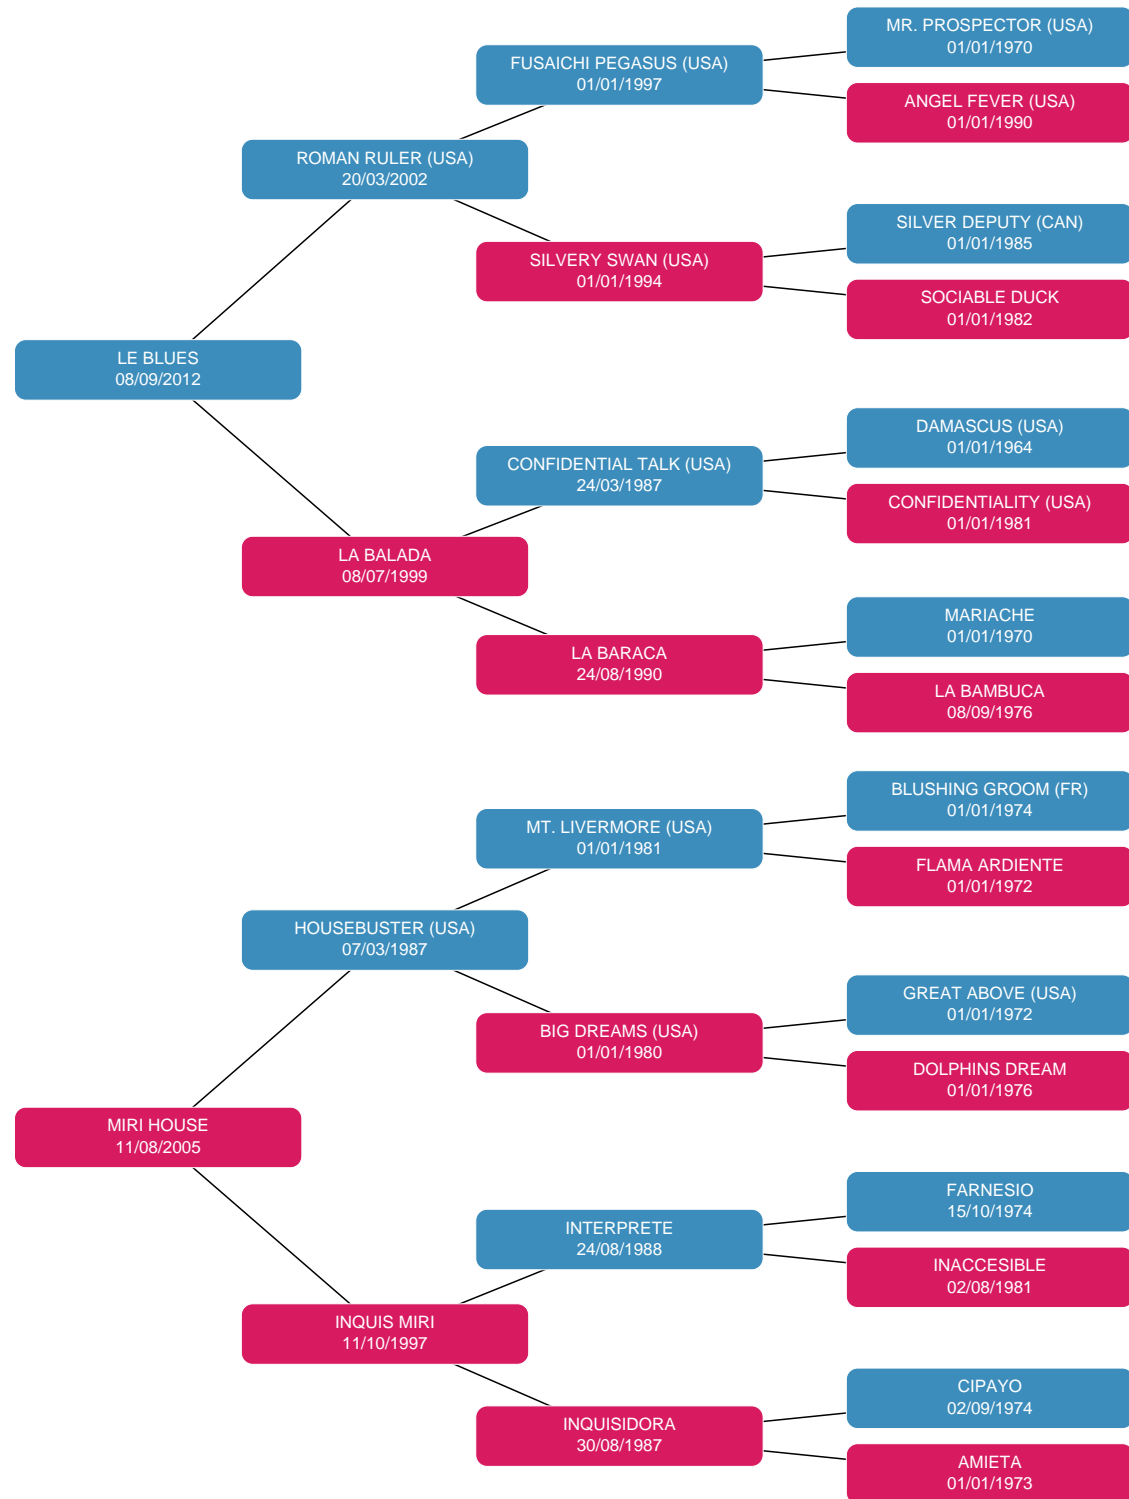 MR. PROSPECTOR (USA)
01/01/1970
FUSAICHI PEGASUS (USA)
01/01/1997
ANGEL FEVER (USA)
01/01/1990
ROMAN RULER (USA)
20/03/2002
SILVER DEPUTY (CAN)
01/01/1985
SILVERY SWAN (USA)
01/01/1994
SOCIABLE DUCK
01/01/1982
LE BLUES
08/09/2012
DAMASCUS (USA)
01/01/1964
CONFIDENTIAL TALK (USA)
24/03/1987
CONFIDENTIALITY (USA)
01/01/1981
LA BALADA
08/07/1999
MARIACHE
01/01/1970
LA BARACA
24/08/1990
LA BAMBUCA
08/09/1976
BLUSHING GROOM (FR)
01/01/1974
MT. LIVERMORE (USA)
01/01/1981
FLAMA ARDIENTE
01/01/1972
HOUSEBUSTER (USA)
07/03/1987
GREAT ABOVE (USA)
01/01/1972
BIG DREAMS (USA)
01/01/1980
DOLPHINS DREAM
01/01/1976
MIRI HOUSE
11/08/2005
FARNESIO
15/10/1974
INTERPRETE
24/08/1988
INACCESIBLE
02/08/1981
INQUIS MIRI
11/10/1997
CIPAYO
02/09/1974
INQUISIDORA
30/08/1987
AMIETA
01/01/1973